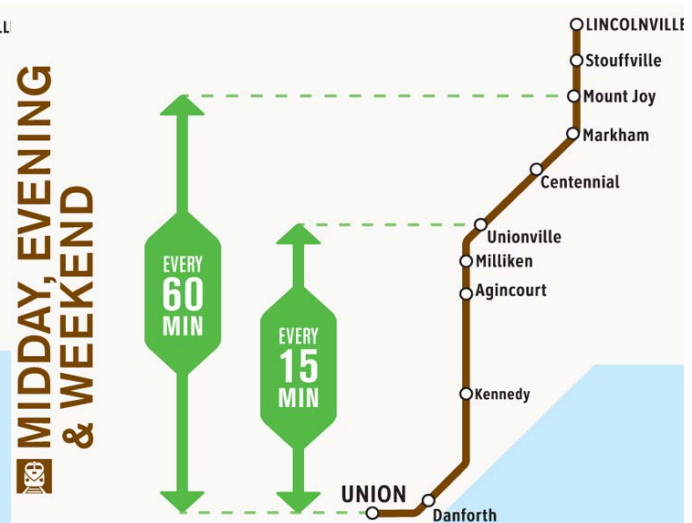 MIDDAY, EVENING
& WEEKEND
EVERY
60
MIN
EVERY
15
MIN
LINCOLNVILLE
Stouffville
Mount Joy
Markham
Centennial
Unionville
Milliken
Agincourt
Kennedy
UNION
Danforth